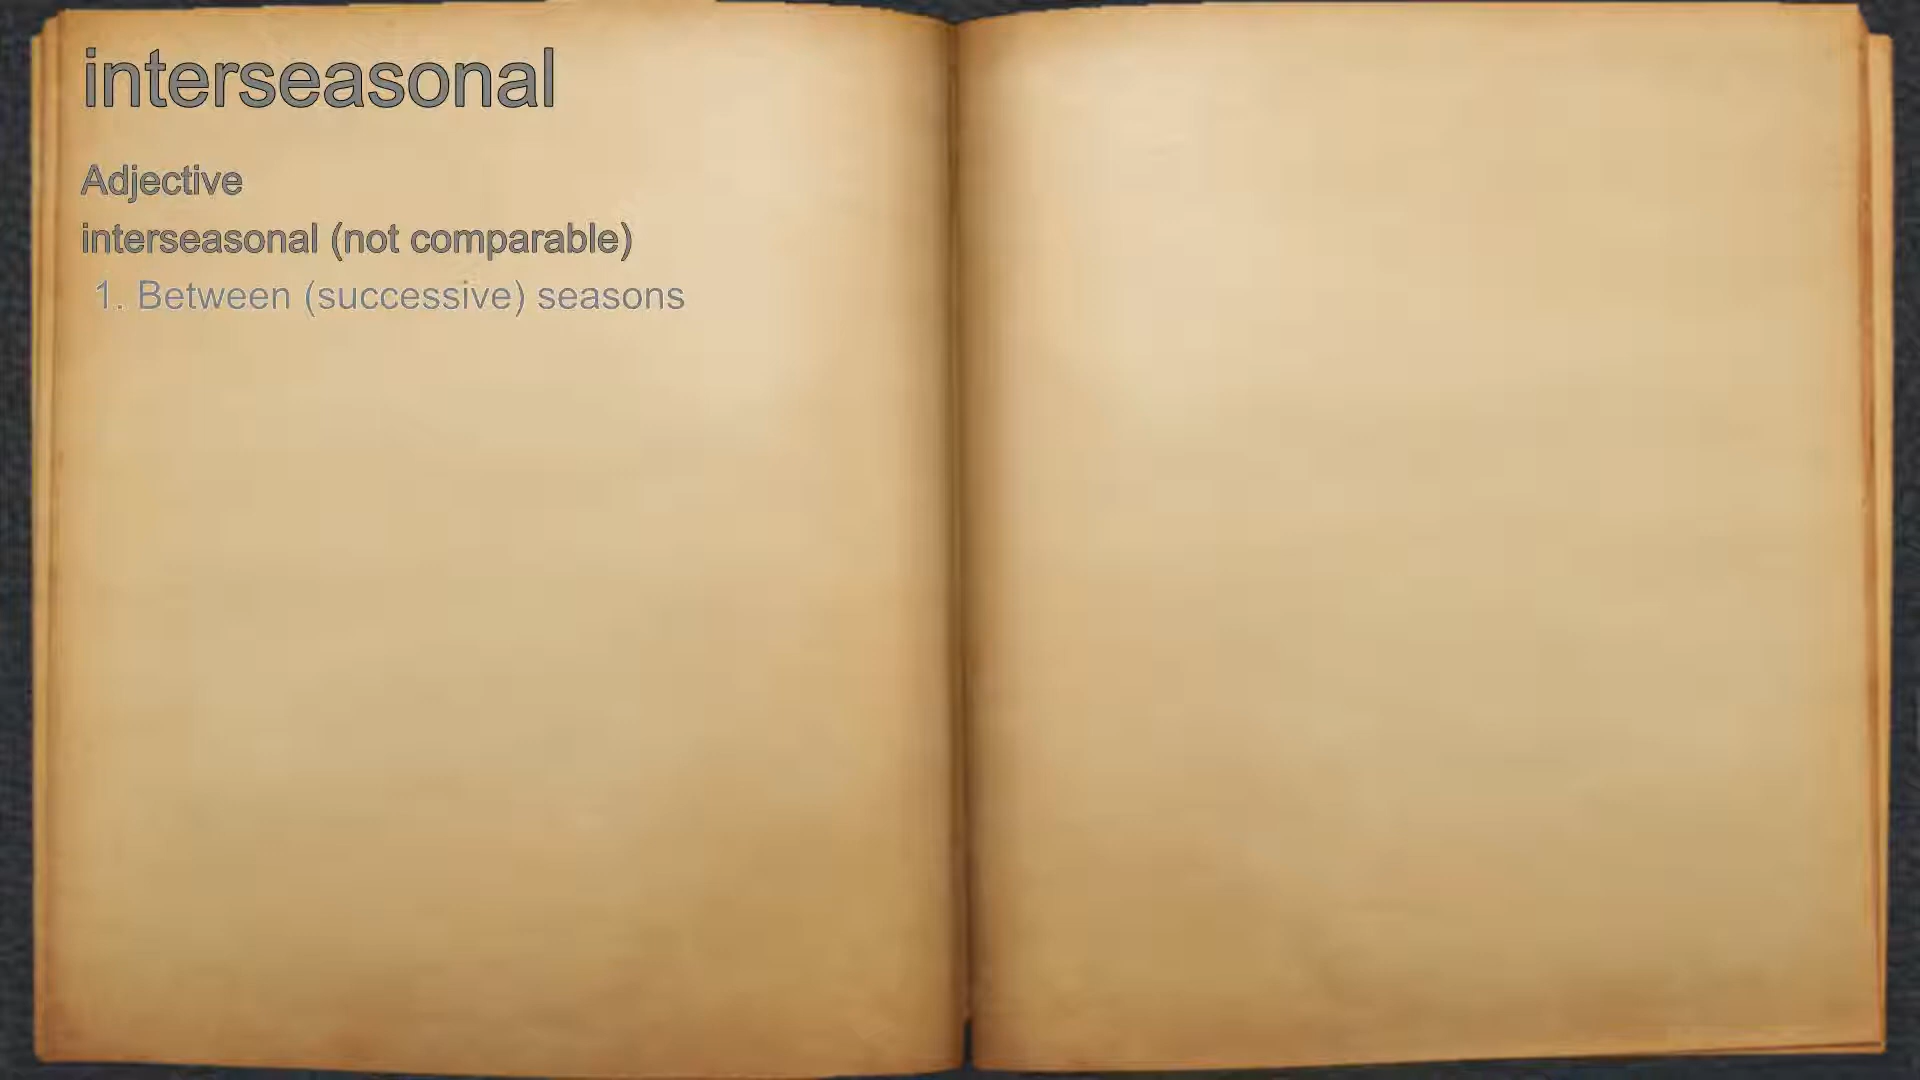 interseasonal
Adjective
interseasonal (not comparable)
1. Between (successive) seasons